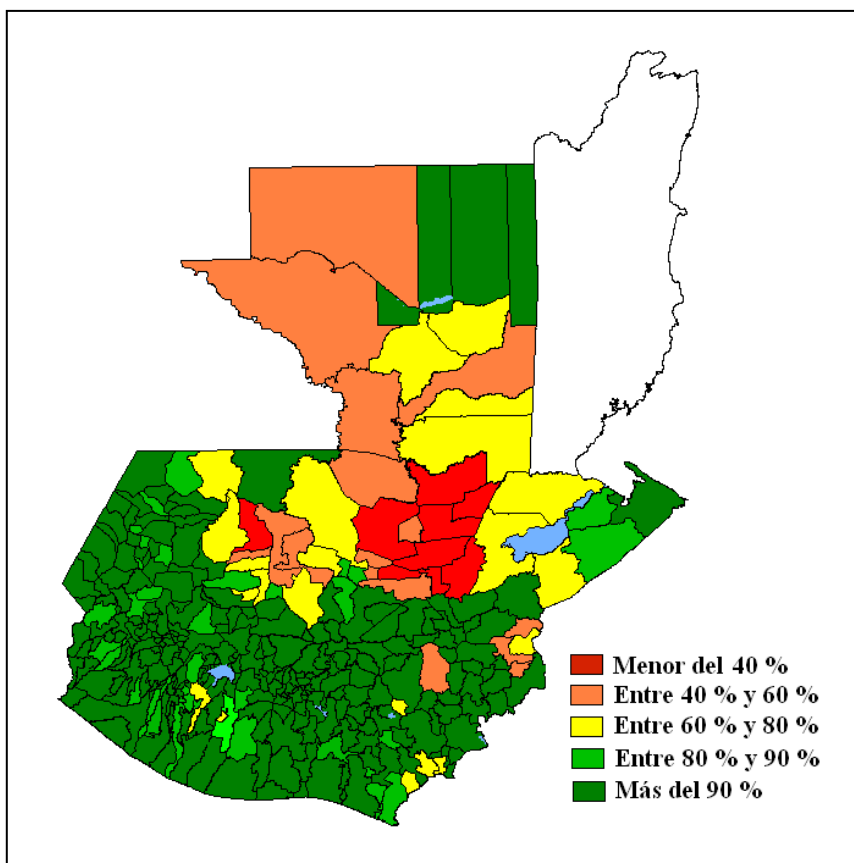 Menor del 40 %
Entre 40 % y 60 %
Entre 60 % y 80 %
Entre 80 % y 90 %
Más del 90 %